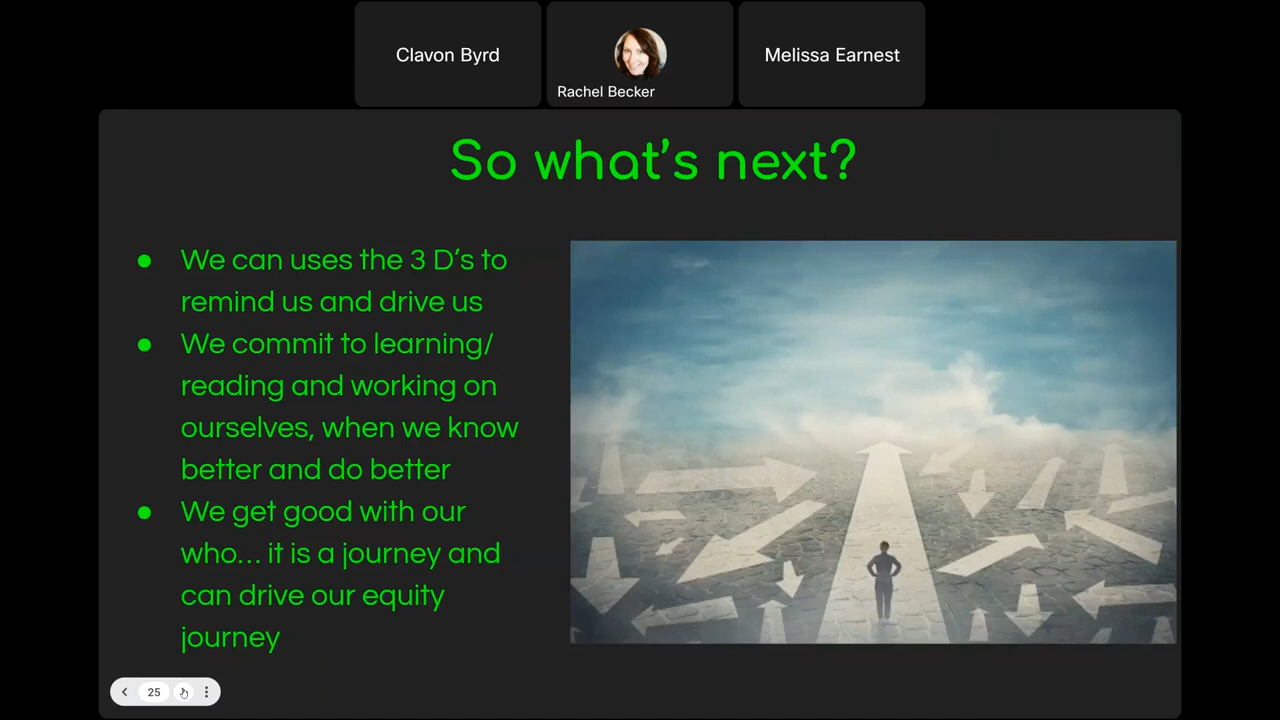 Clavon Byrd
Rachel Becker
Melissa Earnest
So what’s next?
● We can uses the 3 D’s to
remind us and drive us
● We commit to learning/
reading and working on
ourselves, when we know
better and do better
● We get good with our
who... it is a journey and
can drive our equity
journey
25